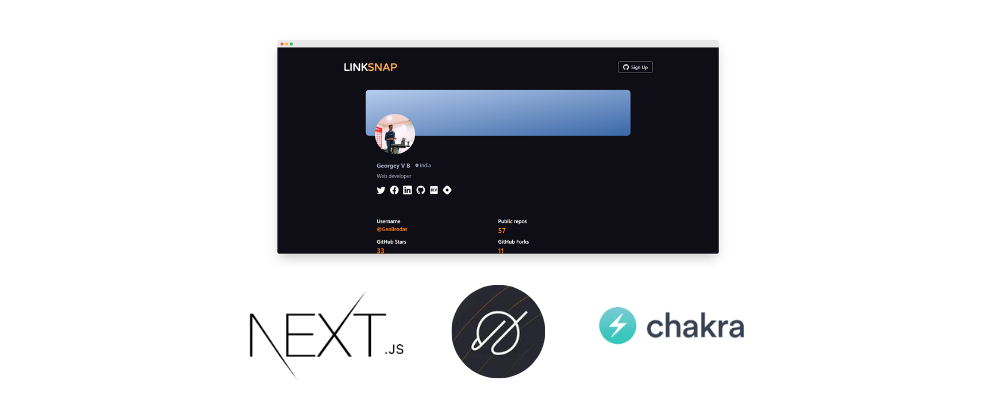 LINKSNAP
Sign Up
Georgey V B India
Web developer
Username
@GeoBrodas
Public repos
57
GitHub Stars
33
GitHub Forks
11
NEXT.JS
chakra